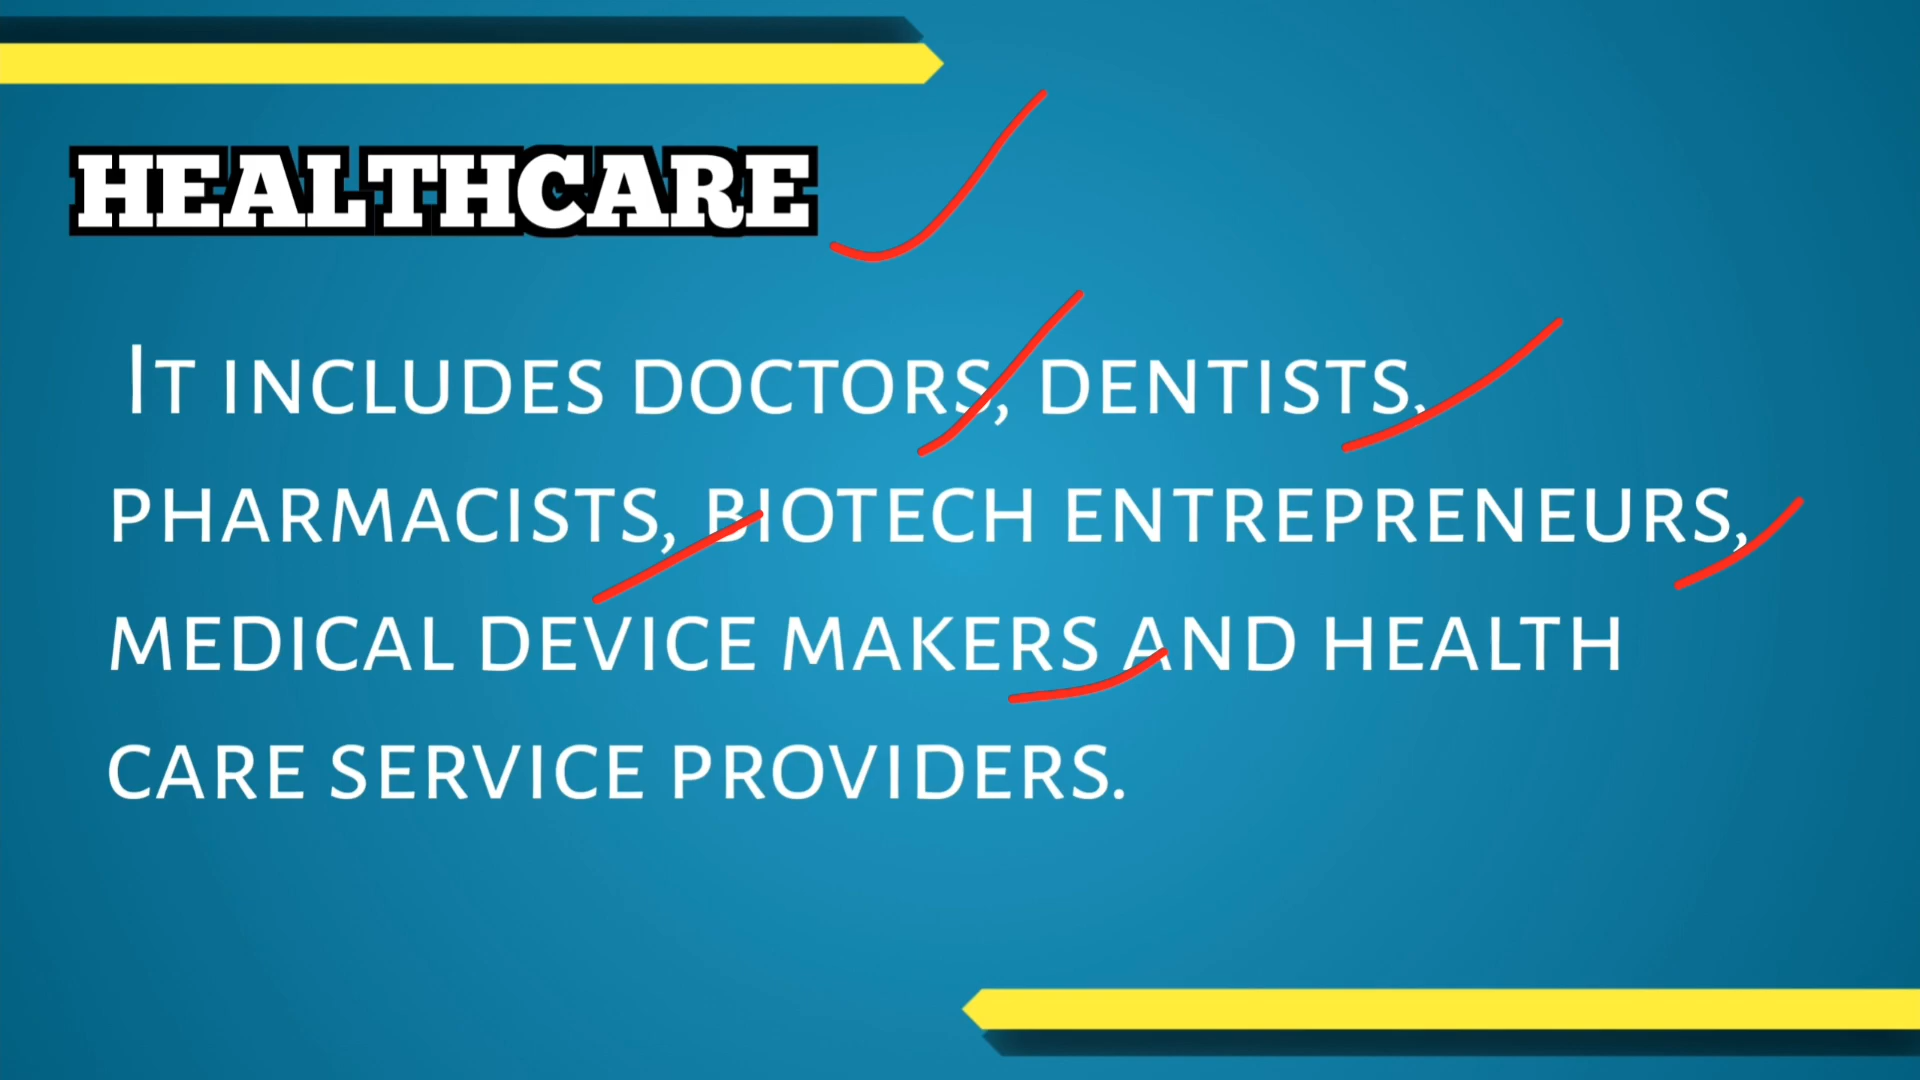 HEALTHCARE
It includes doctors, dentists,
pharmacists, biotech entrepreneurs,
medical device makers and health
care service providers.